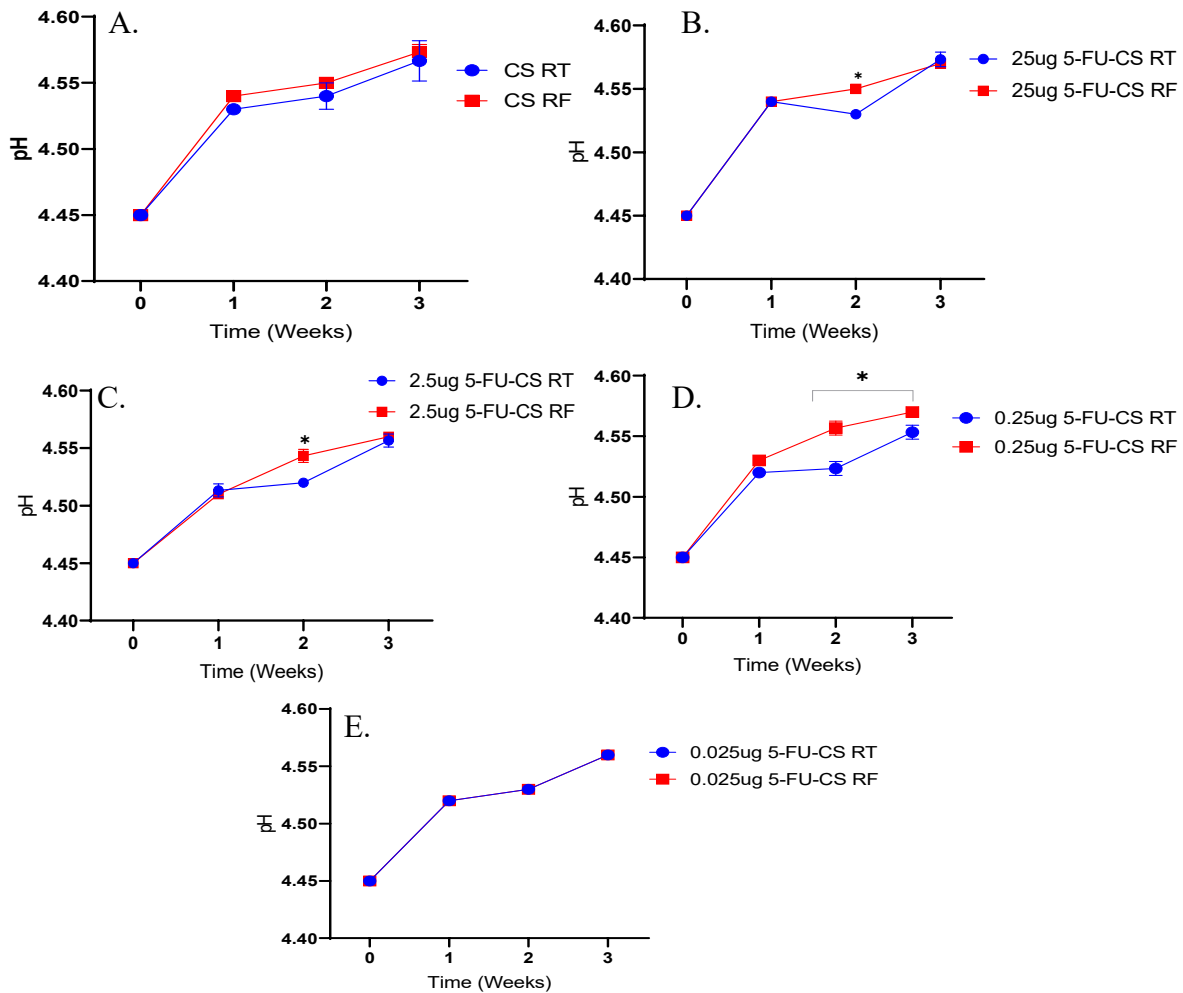 A.
4.60
4.55
4.50
4.45
4.40
pH
0 1 2 3
Time (Weeks)
CS RT
CS RF
B.
4.60
4.55
4.50
4.45
4.40
pH
*
0 1 2 3
Time (Weeks)
25ug 5-FU-CS RT
25ug 5-FU-CS RF
C.
4.60
4.55
4.50
4.45
4.40
pH
*
0 1 2 3
Time (Weeks)
2.5ug 5-FU-CS RT
2.5ug 5-FU-CS RF
D.
4.60
4.55
4.50
4.45
4.40
pH
*
0 1 2 3
Time (Weeks)
0.25ug 5-FU-CS RT
0.25ug 5-FU-CS RF
E.
4.60
4.55
4.50
4.45
4.40
pH
0 1 2 3
Time (Weeks)
0.025ug 5-FU-CS RT
0.025ug 5-FU-CS RF